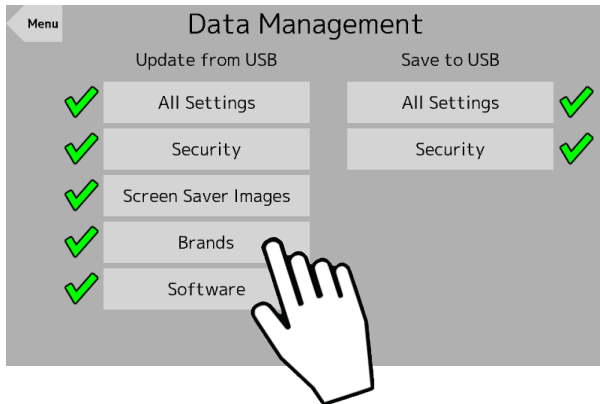 Menu
Data Management
Update from USB
Save to USB
All Settings
All Settings
Security
Security
Screen Saver Images
Brands
Software